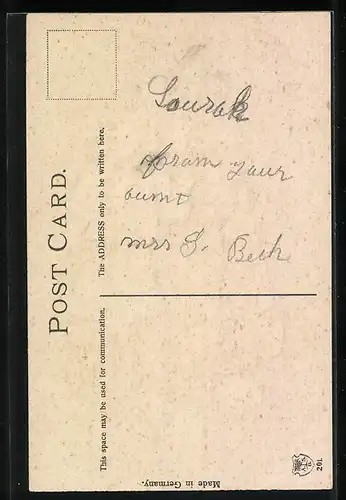 POST CARD.
The ADDRESS only to be written here.
This space may be used for communication.
from your
aunt
mrs G. Beck
Made in Germany.
201